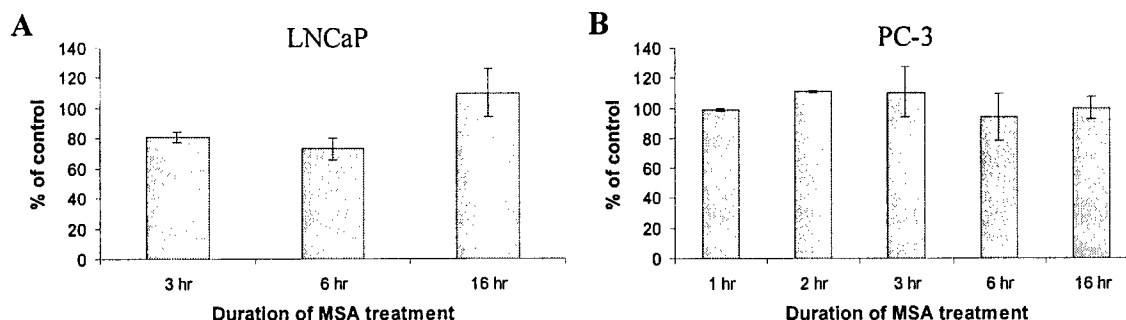 A
LNCaP
140
120
100
80
60
40
20
0
% of control
3 hr
6 hr
16 hr
Duration of MSA treatment
B
PC-3
140
120
100
80
60
40
20
0
% of control
1 hr
2 hr
3 hr
6 hr
16 hr
Duration of MSA treatment